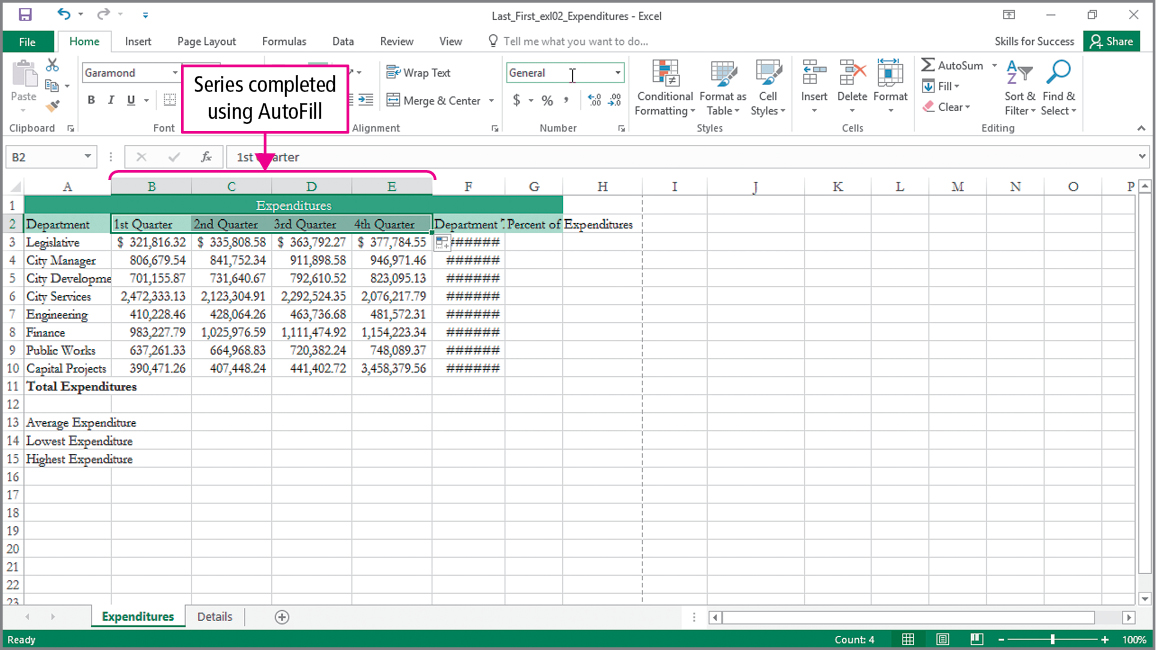 Last_First_exl02_Expenditures - Excel
File Home Insert Page Layout Formulas Data Review View Tell me what you want to do... Skills for Success Share
Paste
Clipboard
Garamond
B I U
Font
Series completed
using AutoFill
Wrap Text
Merge & Center
Alignment
General
$ % ,
Number
Conditional
Formatting
Format as
Table
Cell
Styles
Styles
Insert Delete Format
Cells
AutoSum
Fill
Clear
Sort &
Filter
Find &
Select
Editing
B2 fx 1st Quarter
A B C D E F G H I J K L M N O P
1 Expenditures
2 Department 1st Quarter 2nd Quarter 3rd Quarter 4th Quarter Department Percent of Expenditures
3 Legislative $ 321,816.32 $ 335,808.58 $ 363,792.27 $ 377,784.55 ######
4 City Manager 806,679.54 841,752.34 911,898.58 946,971.46 ######
5 City Developme 701,155.87 731,640.67 792,610.52 823,095.13 ######
6 City Services 2,472,333.13 2,123,304.91 2,292,524.35 2,076,217.79 ######
7 Engineering 410,228.46 428,064.26 463,736.68 481,572.31 ######
8 Finance 983,227.79 1,025,976.59 1,111,474.92 1,154,223.34 ######
9 Public Works 637,261.33 664,968.83 720,382.24 748,089.37 ######
10 Capital Projects 390,471.26 407,448.24 441,402.72 3,458,379.56 ######
11 Total Expenditures
12
13 Average Expenditure
14 Lowest Expenditure
15 Highest Expenditure
16
17
18
19
20
21
22
23
Expenditures Details
Ready Count: 4 100%